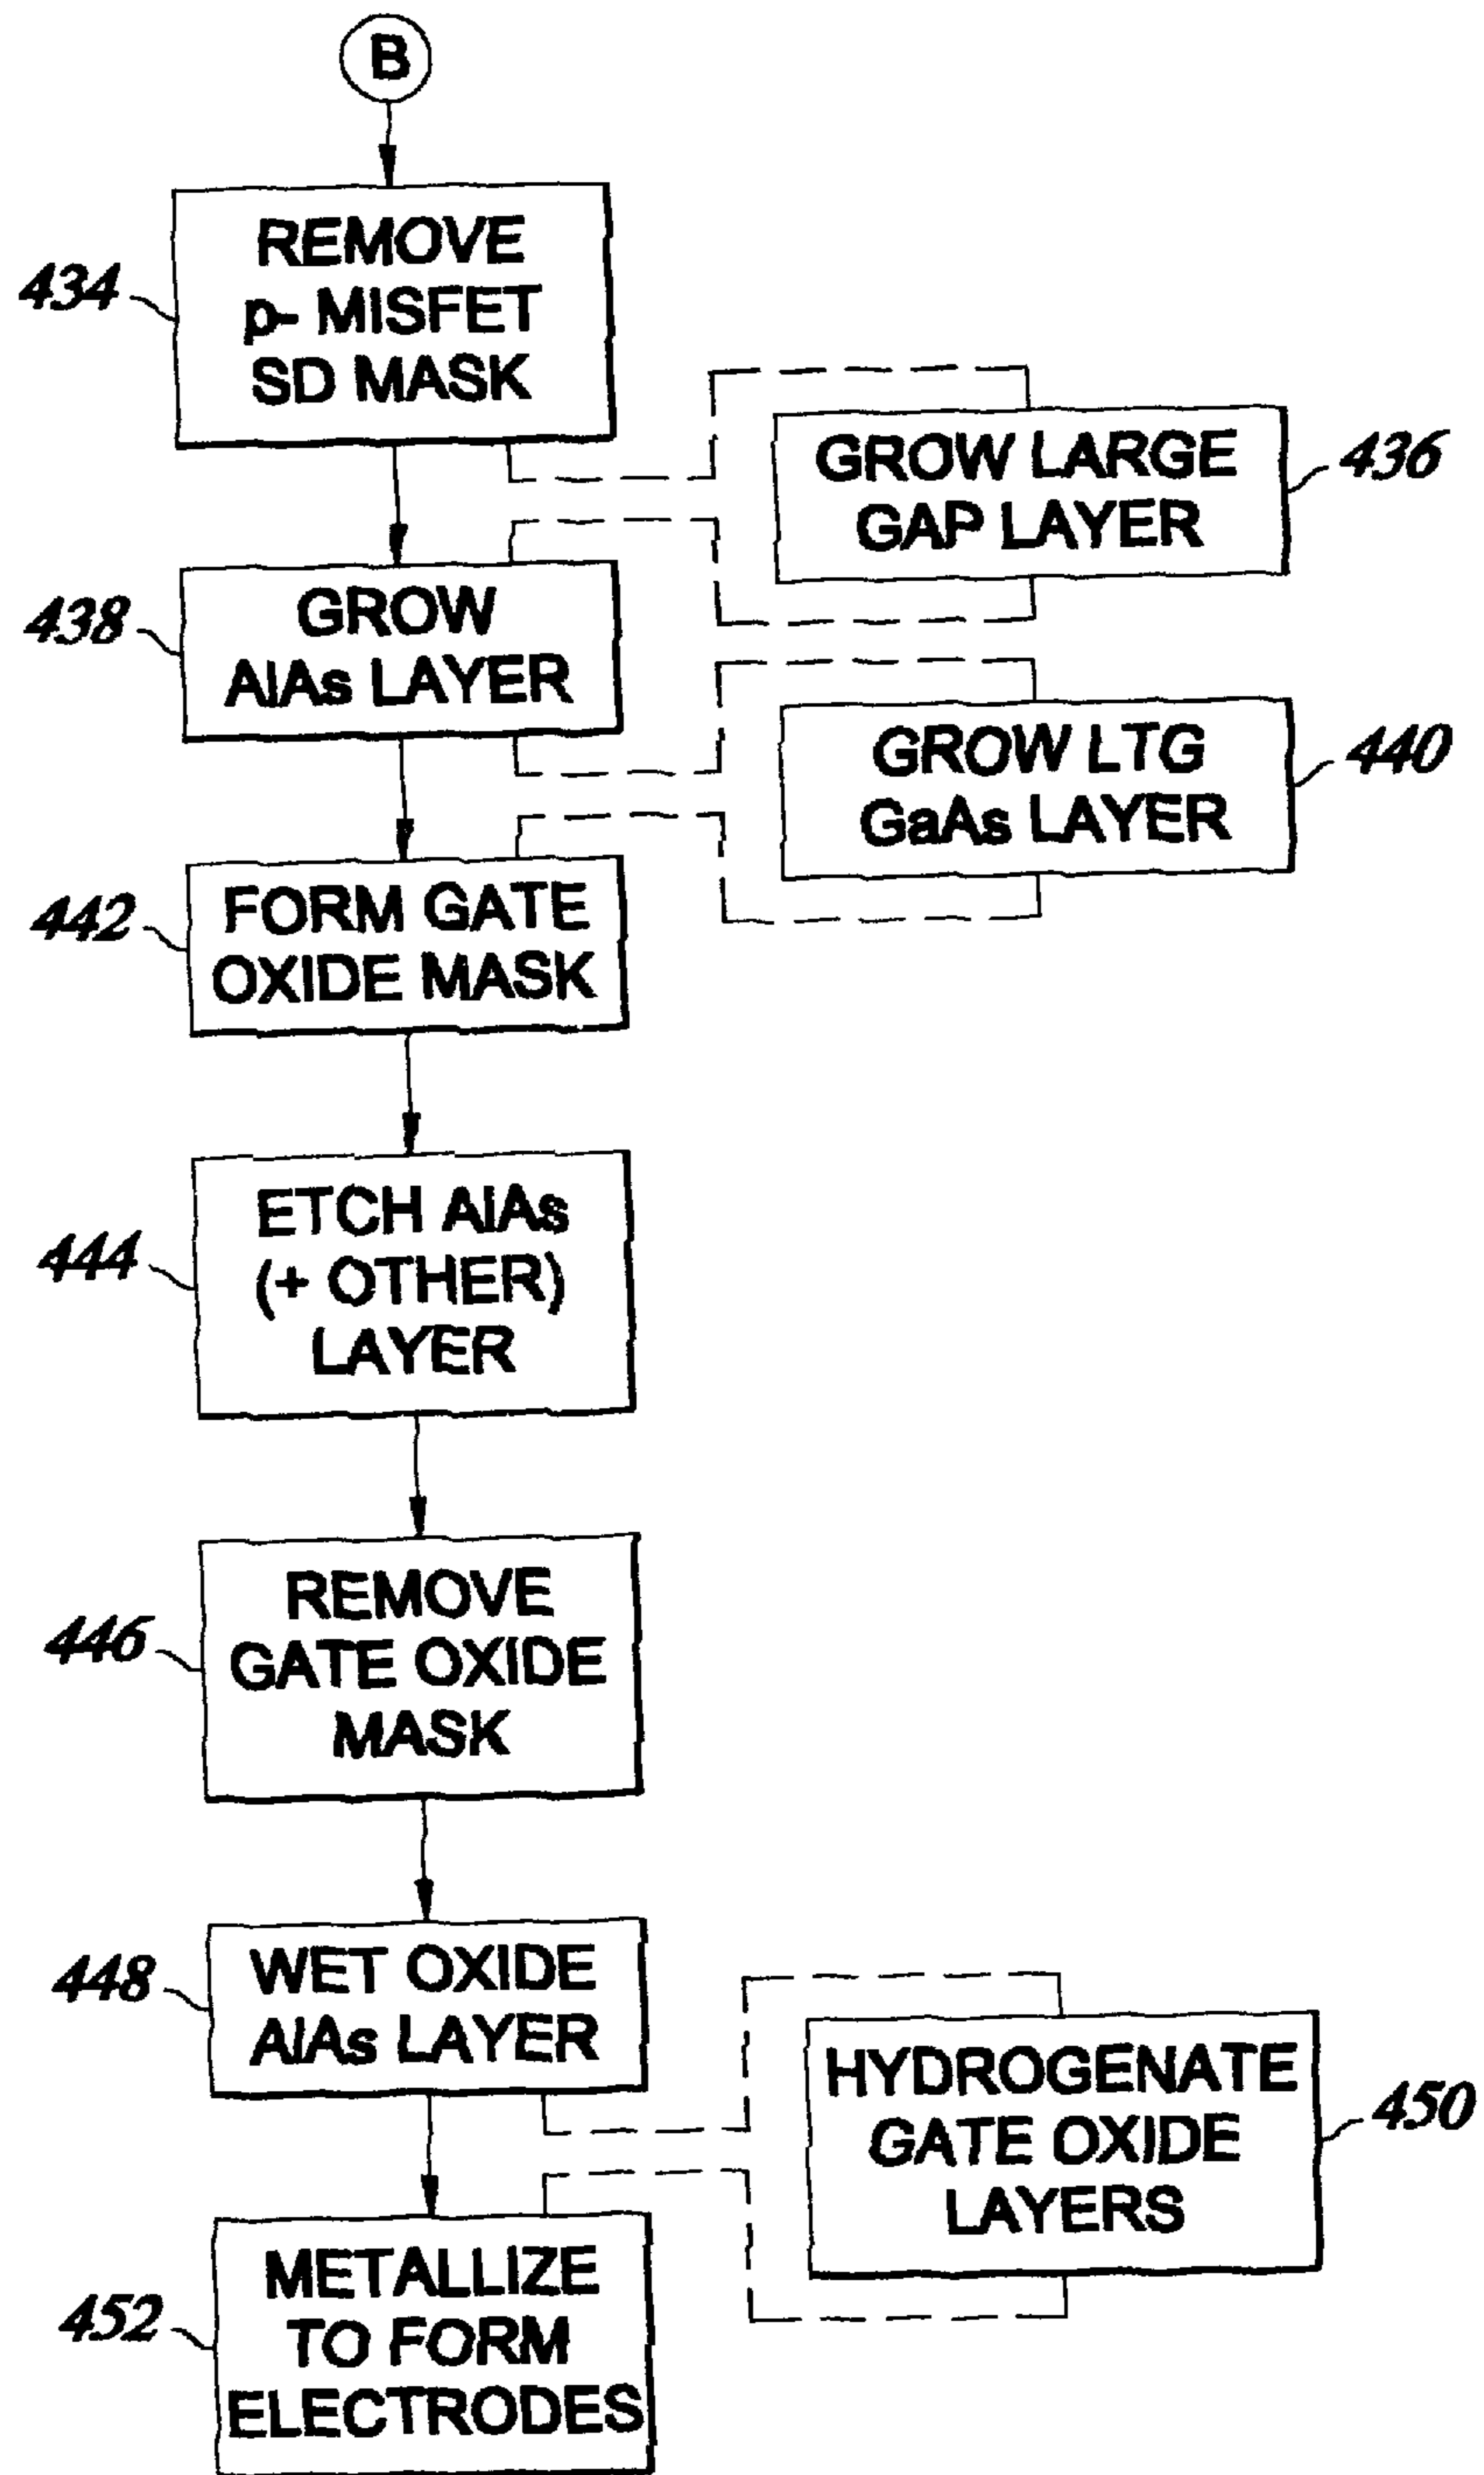 B
434
REMOVE
p- MISFET
SD MASK
436
GROW LARGE
GAP LAYER
438
GROW
AlAs LAYER
440
GROW LTG
GaAs LAYER
442
FORM GATE
OXIDE MASK
444
ETCH AlAs
(+ OTHER)
LAYER
446
REMOVE
GATE OXIDE
MASK
448
WET OXIDE
AlAs LAYER
450
HYDROGENATE
GATE OXIDE
LAYERS
452
METALLIZE
TO FORM
ELECTRODES